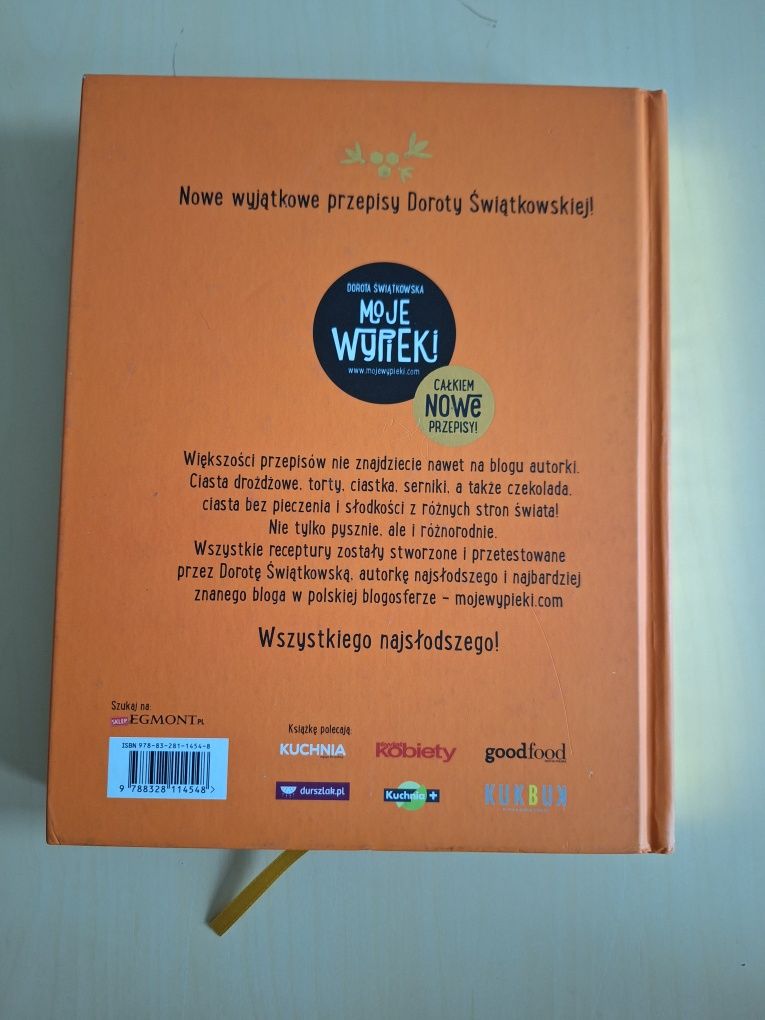 Nowe wyjątkowe przepisy Doroty Świątkowskiej!
DOROTA ŚWIĄTKOWSKA
MOJE
WYPIEKI
www.mojewypieki.com
CAŁKIEM
NOWE
PRZEPISY!
Większości przepisów nie znajdziecie nawet na blogu autorki.
Ciasta drożdżowe, torty, ciastka, serniki, a także czekolada,
ciasta bez pieczenia i słodkości z różnych stron świata!
Nie tylko pysznie, ale i różnorodnie.
Wszystkie receptury zostały stworzone i przetestowane
przez Dorotę Świątkowską, autorkę najsłodszego i najbardziej
znanego bloga w polskiej blogosferze – mojewypieki.com
Wszystkiego najsłodszego!
Szukaj na:
SKLEP EGMONT.PL
ISBN 978-83-281-1454-8
9 788328 114548 >
Książkę polecają:
KUCHNIA
świat kobiety
goodfood
durszlak.pl
Kuchnia+
KUKBUK